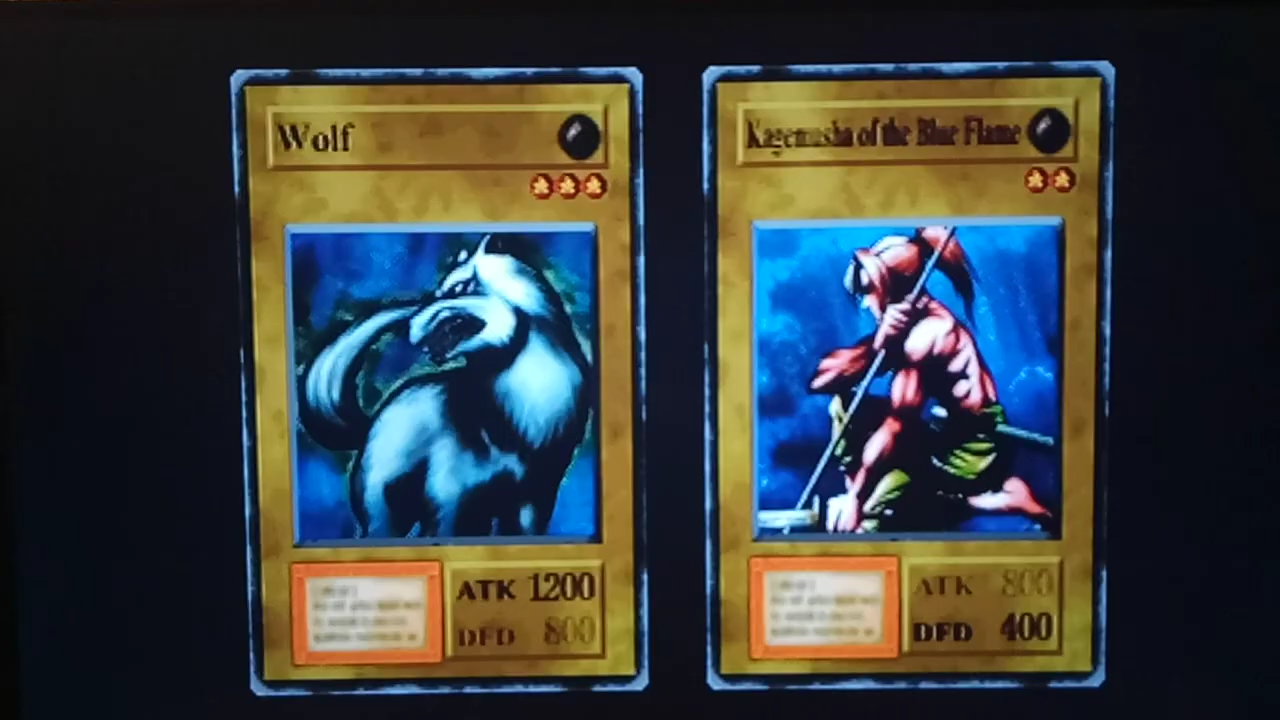 Wolf
ATK 1200
DFD 800
Kagemusha of the Blue Flame
ATK 800
DFD 400